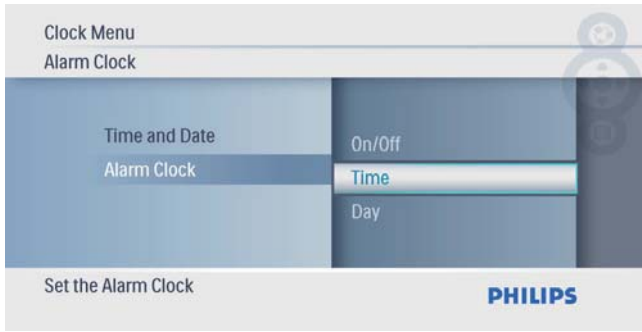 Clock Menu
Alarm Clock
Time and Date
Alarm Clock
On/Off
Time
Day
Set the Alarm Clock
PHILIPS